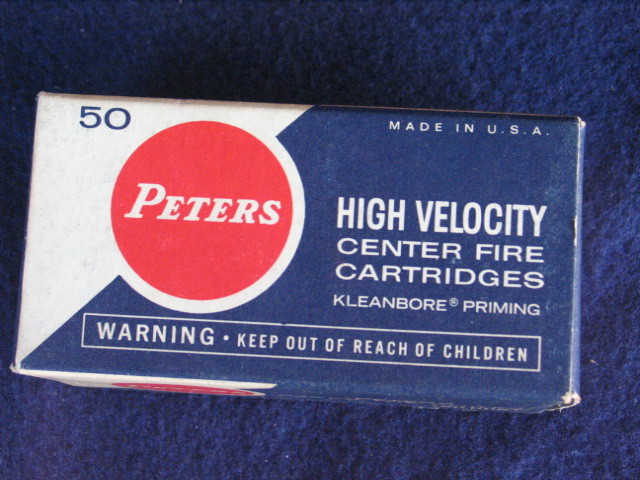 50
MADE IN U.S.A.
PETERS
HIGH VELOCITY
CENTER FIRE
CARTRIDGES
KLEANBORE® PRIMING
WARNING • KEEP OUT OF REACH OF CHILDREN